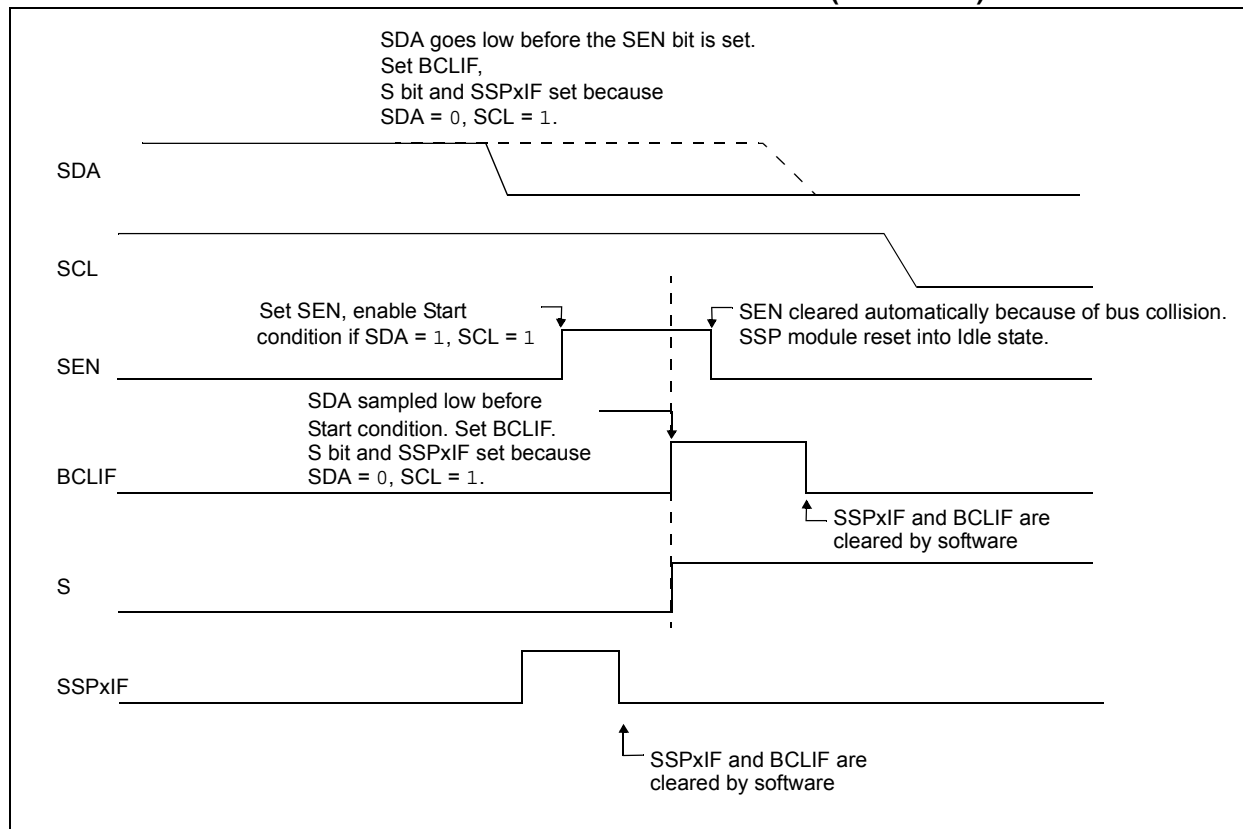 SDA goes low before the SEN bit is set.
Set BCLIF,
S bit and SSPxIF set because
SDA = 0, SCL = 1.
SDA
SCL
Set SEN, enable Start
condition if SDA = 1, SCL = 1
SEN cleared automatically because of bus collision.
SSP module reset into Idle state.
SEN
SDA sampled low before
Start condition. Set BCLIF.
S bit and SSPxIF set because
SDA = 0, SCL = 1.
BCLIF
SSPxIF and BCLIF are
cleared by software
S
SSPxIF
SSPxIF and BCLIF are
cleared by software